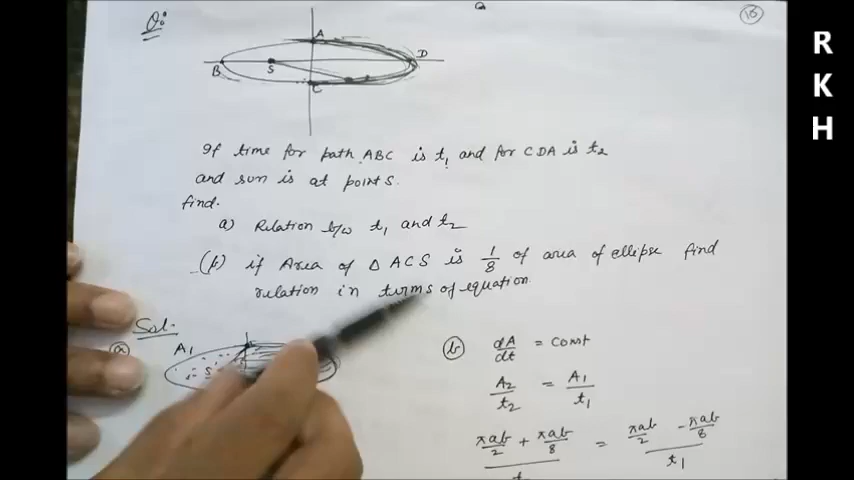 Q:
16
R
K
H
A
B
S
D
C
If time for path ABC is t₁ and for CDA is t₂
and sun is at point S.
find.
a) Relation b/w t₁ and t₂
(b) if Area of Δ ACS is 1/8 of area of ellipse find
relation in terms of equation.
Sol.
(a) A₁
S
(b) dA/dt = const
A₂/t₂ = A₁/t₁
πab/2 + πab/8 = πab/2 - πab/8
t₁